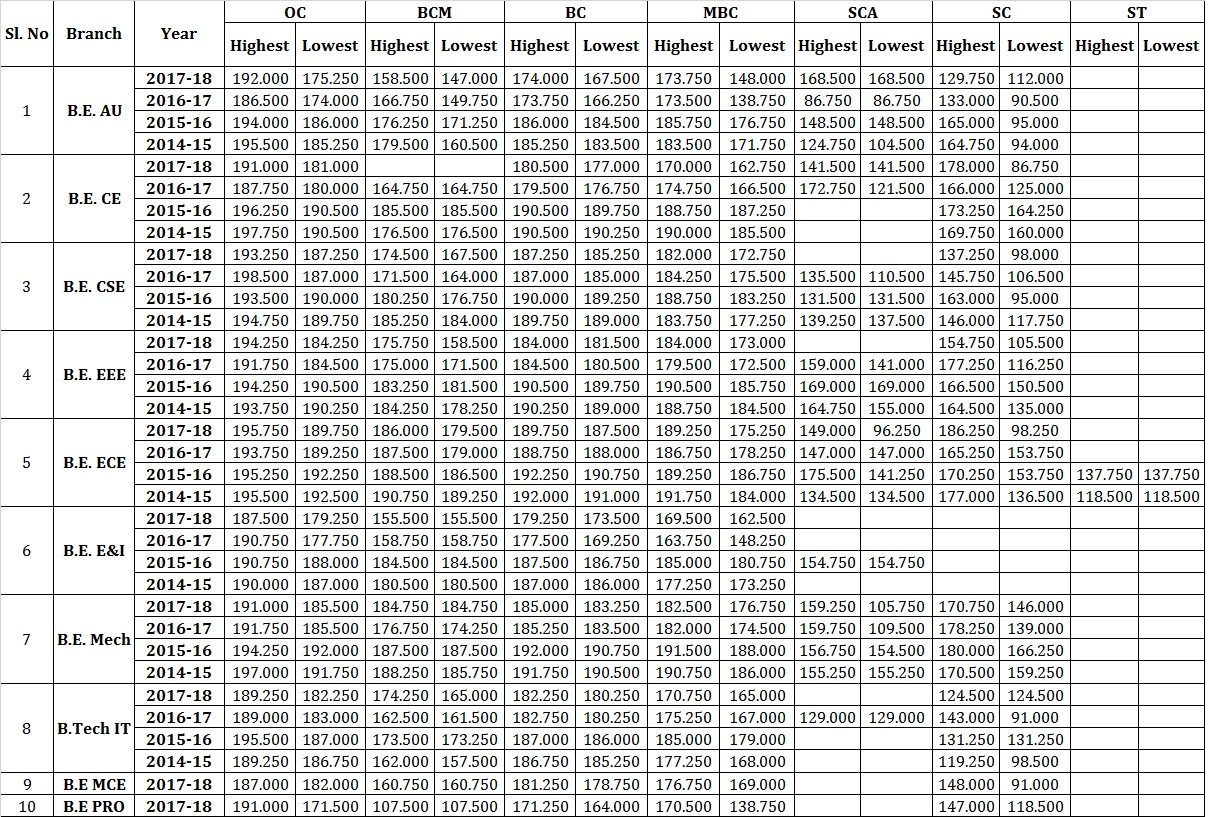 Sl. No Branch Year OC BCM BC MBC SCA SC ST
Highest Lowest Highest Lowest Highest Lowest Highest Lowest Highest Lowest Highest Lowest Highest Lowest
1 B.E. AU 2017-18 192.000 175.250 158.500 147.000 174.000 167.500 173.750 148.000 168.500 168.500 129.750 112.000
2016-17 186.500 174.000 166.750 149.750 173.750 166.250 173.500 138.750 86.750 86.750 133.000 90.500
2015-16 194.000 186.000 176.250 171.250 186.000 184.500 185.750 176.750 148.500 148.500 165.000 95.000
2014-15 195.500 185.250 179.500 160.500 185.250 183.500 183.500 171.750 124.750 104.500 164.750 94.000
2 B.E. CE 2017-18 191.000 181.000 180.500 177.000 170.000 162.750 141.500 141.500 178.000 86.750
2016-17 187.750 180.000 164.750 164.750 179.500 176.750 174.750 166.500 172.750 121.500 166.000 125.000
2015-16 196.250 190.500 185.500 185.500 190.500 189.750 188.750 187.250 173.250 164.250
2014-15 197.750 190.500 176.500 176.500 190.500 190.250 190.000 185.500 169.750 160.000
3 B.E. CSE 2017-18 193.250 187.250 174.500 167.500 187.250 185.250 182.000 172.750 137.250 98.000
2016-17 198.500 187.000 171.500 164.000 187.000 185.000 184.250 175.500 135.500 110.500 145.750 106.500
2015-16 193.500 190.000 180.250 176.750 190.000 189.250 188.750 183.250 131.500 131.500 163.000 95.000
2014-15 194.750 189.750 185.250 184.000 189.750 189.000 183.750 177.250 139.250 137.500 146.000 117.750
4 B.E. EEE 2017-18 194.250 184.250 175.750 158.500 184.000 181.500 184.000 173.000 154.750 105.500
2016-17 191.750 184.500 175.000 171.500 184.500 180.500 179.500 172.500 159.000 141.000 177.250 116.250
2015-16 194.250 190.500 183.250 181.500 190.500 189.750 190.500 185.750 169.000 169.000 166.500 150.500
2014-15 193.750 190.250 184.250 178.250 190.250 189.000 188.750 184.500 164.750 155.000 164.500 135.000
5 B.E. ECE 2017-18 195.750 189.750 186.000 179.500 189.750 187.500 189.250 175.250 149.000 96.250 186.250 98.250
2016-17 193.750 189.250 187.500 179.000 188.750 188.000 186.750 178.250 147.000 147.000 165.250 153.750
2015-16 195.250 192.250 188.500 186.500 192.250 190.750 189.250 186.750 175.500 141.250 170.250 153.750 137.750 137.750
2014-15 195.500 192.500 190.750 189.250 192.000 191.000 191.750 184.000 134.500 134.500 177.000 136.500 118.500 118.500
6 B.E. E&I 2017-18 187.500 179.250 155.500 155.500 179.250 173.500 169.500 162.500
2016-17 190.750 177.750 158.750 158.750 177.500 169.250 163.750 148.250
2015-16 190.750 188.000 184.500 184.500 187.500 186.750 185.000 180.750 154.750 154.750
2014-15 190.000 187.000 180.500 180.500 187.000 186.000 177.250 173.250
7 B.E. Mech 2017-18 191.000 185.500 184.750 184.750 185.000 183.250 182.500 176.750 159.250 105.750 170.750 146.000
2016-17 191.750 185.500 176.750 174.250 185.250 183.500 182.000 174.500 159.750 109.500 178.250 139.000
2015-16 194.250 192.000 187.500 187.500 192.000 190.750 191.500 188.000 156.750 154.500 180.000 166.250
2014-15 197.000 191.750 188.250 185.750 191.750 190.500 190.750 186.000 155.250 155.250 170.500 159.250
8 B.Tech IT 2017-18 189.250 182.250 174.250 165.000 182.250 180.250 170.750 165.000 124.500 124.500
2016-17 189.000 183.000 162.500 161.500 182.750 180.250 175.250 167.000 129.000 129.000 143.000 91.000
2015-16 195.500 187.000 173.500 173.250 187.000 186.000 185.000 179.000 131.250 131.250
2014-15 189.250 186.750 162.000 157.500 186.750 185.250 177.250 168.000 119.250 98.500
9 B.E MCE 2017-18 187.000 182.000 160.750 160.750 181.250 178.750 176.750 169.000 148.000 91.000
10 B.E PRO 2017-18 191.000 171.500 107.500 107.500 171.250 164.000 170.500 138.750 147.000 118.500